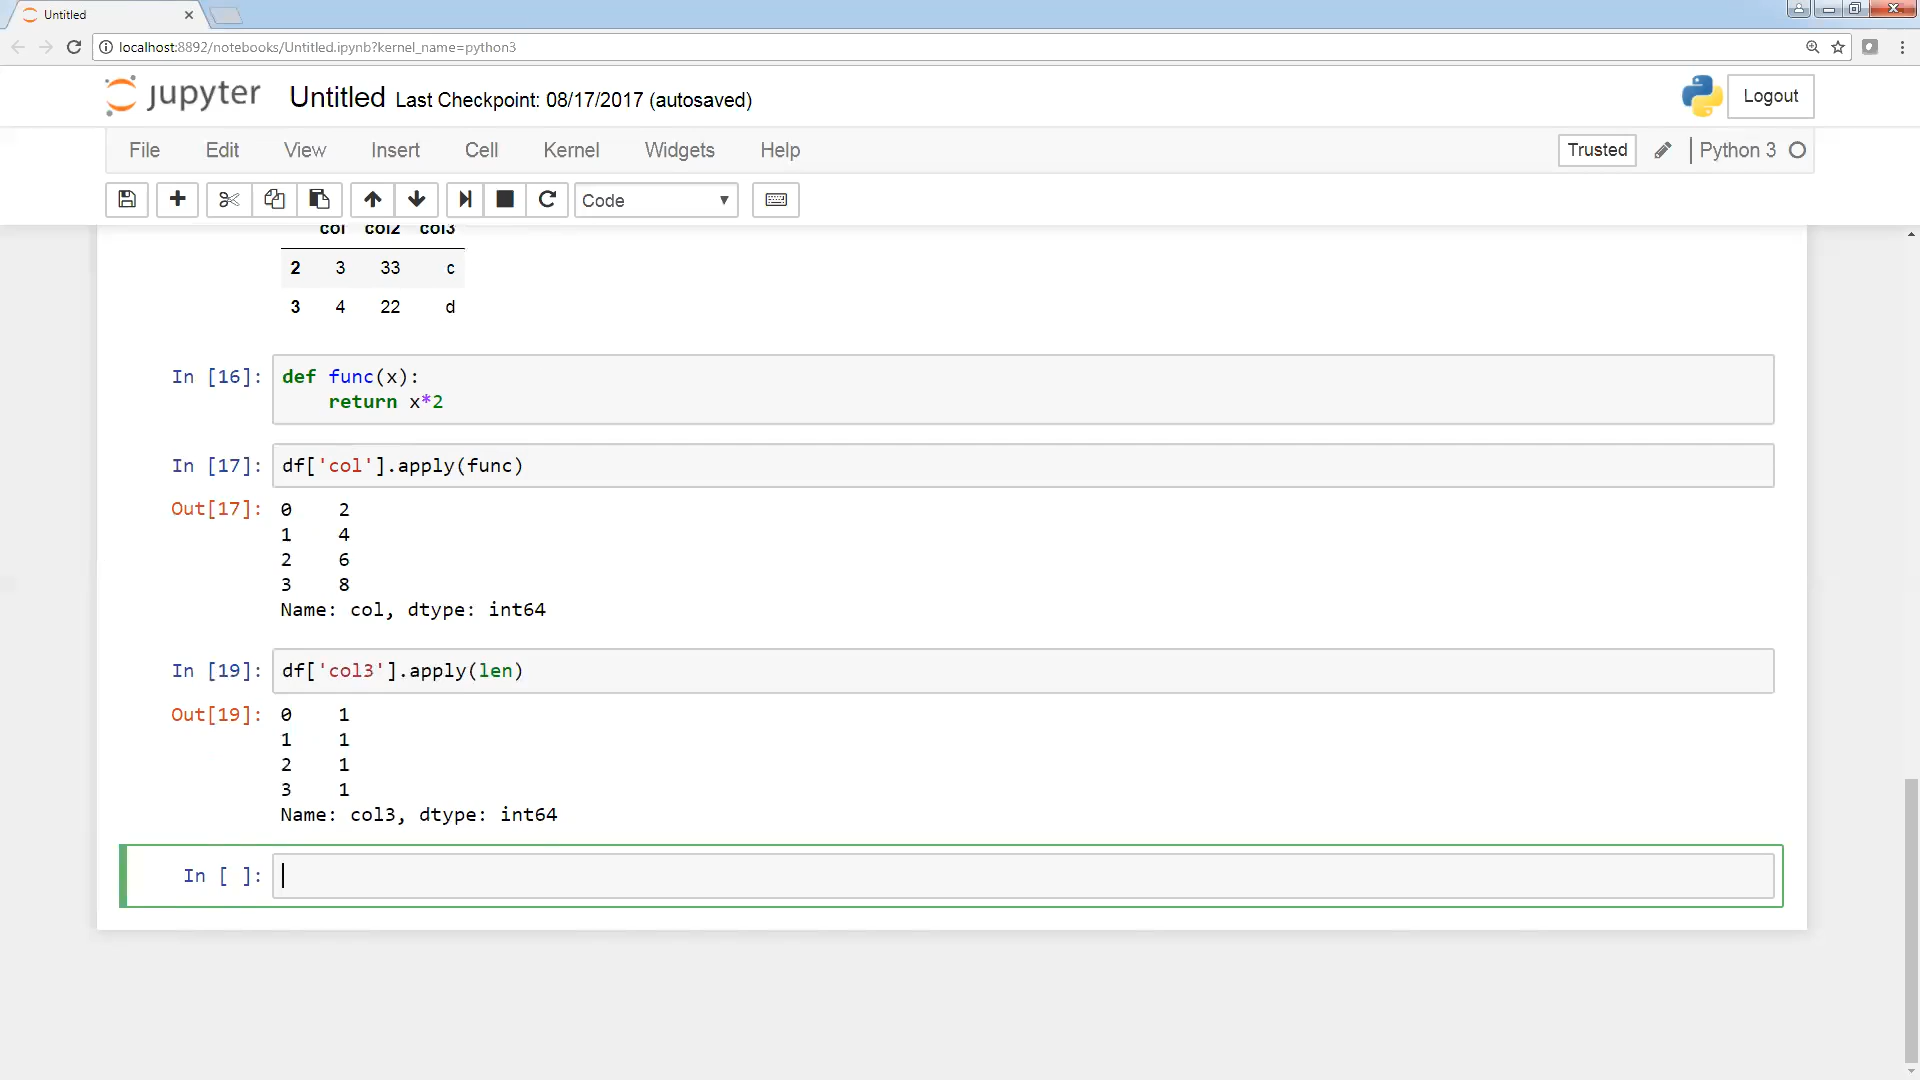 Untitled
localhost:8892/notebooks/Untitled.ipynb?kernel_name=python3
jupyter Untitled Last Checkpoint: 08/17/2017 (autosaved) Logout
File Edit View Insert Cell Kernel Widgets Help Trusted Python 3
Code
col col2 col3
2 3 33 c
3 4 22 d
In [16]: def func(x):
return x*2
In [17]: df['col'].apply(func)
Out[17]: 0 2
1 4
2 6
3 8
Name: col, dtype: int64
In [19]: df['col3'].apply(len)
Out[19]: 0 1
1 1
2 1
3 1
Name: col3, dtype: int64
In [ ]: